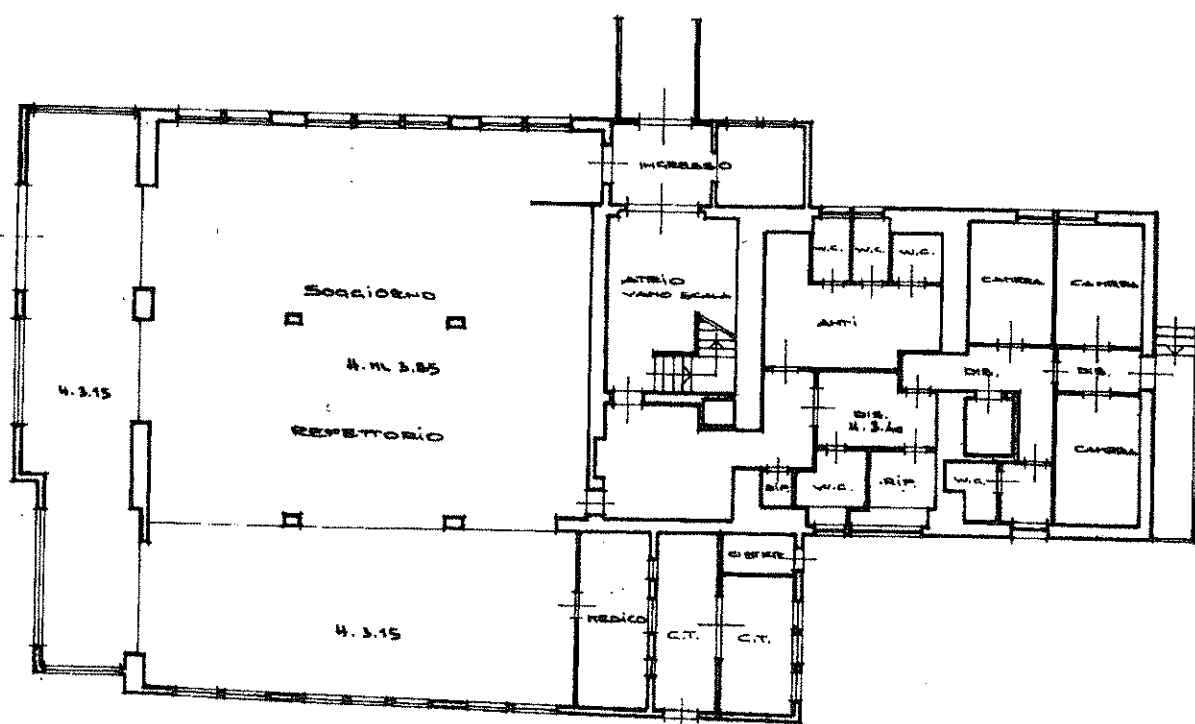 INGRESSO
W.C.
W.C.
W.C.
SOGGIORNO
ATRIO
VANO SCALA
CAMERA
CAMERA
ANTI
H. m. 3.85
H. 3.15
DIS.
DIS.
REFETTORIO
DIS.
H. 3.40
CAMERA
RIP.
W.C.
RIP.
W.C.
MEDICO
H. 3.15
C.T.
C.T.